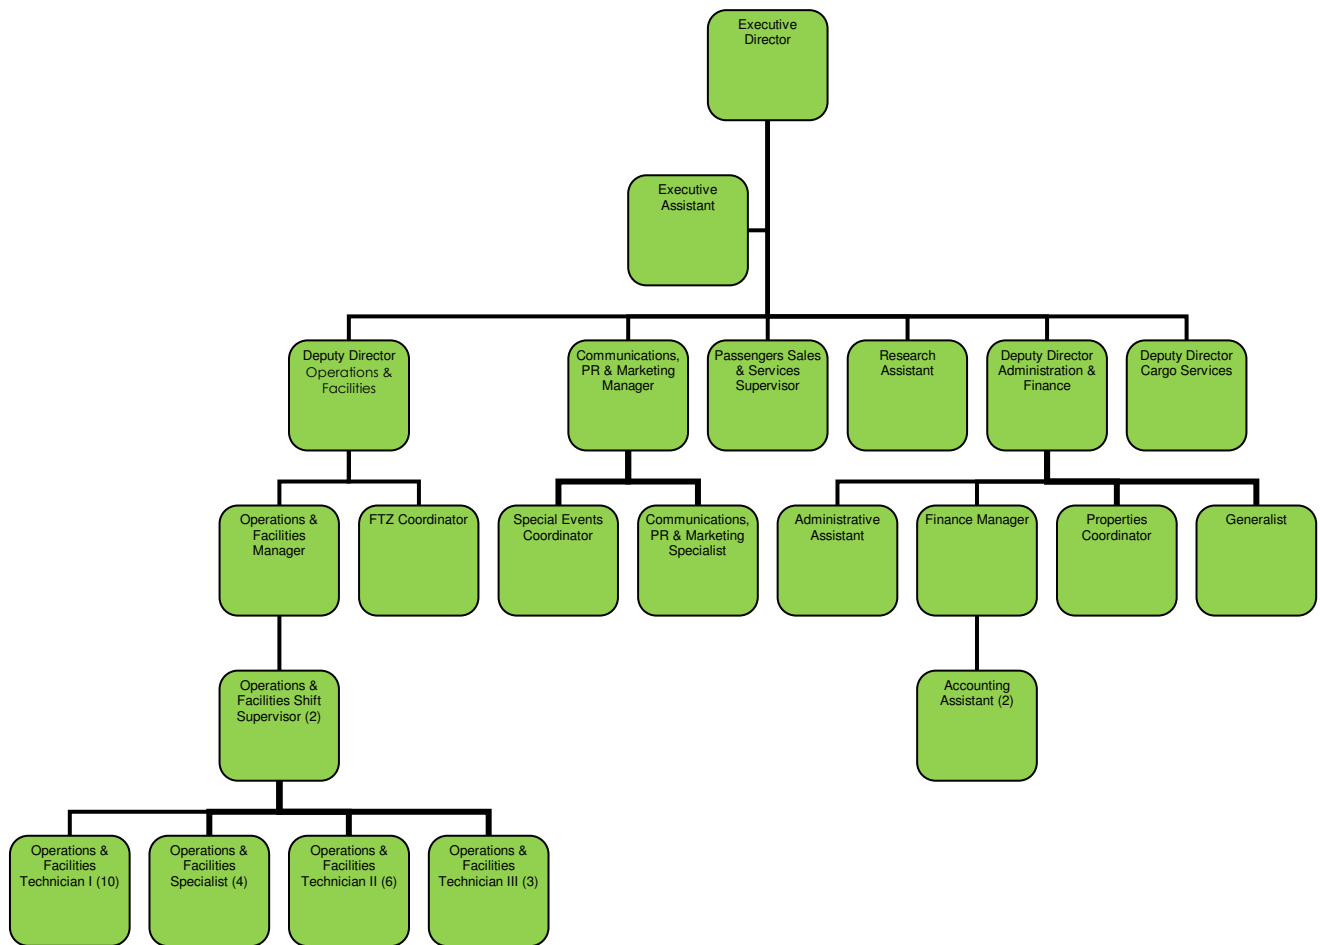 Executive
Director
Executive
Assistant
Deputy Director
Operations &
Facilities
Communications,
PR & Marketing
Manager
Passengers Sales
& Services
Supervisor
Research
Assistant
Deputy Director
Administration &
Finance
Deputy Director
Cargo Services
Operations &
Facilities
Manager
FTZ Coordinator
Special Events
Coordinator
Communications,
PR & Marketing
Specialist
Administrative
Assistant
Finance Manager
Properties
Coordinator
Generalist
Operations &
Facilities Shift
Supervisor (2)
Accounting
Assistant (2)
Operations &
Facilities
Technician I (10)
Operations &
Facilities
Specialist (4)
Operations &
Facilities
Technician II (6)
Operations &
Facilities
Technician III (3)